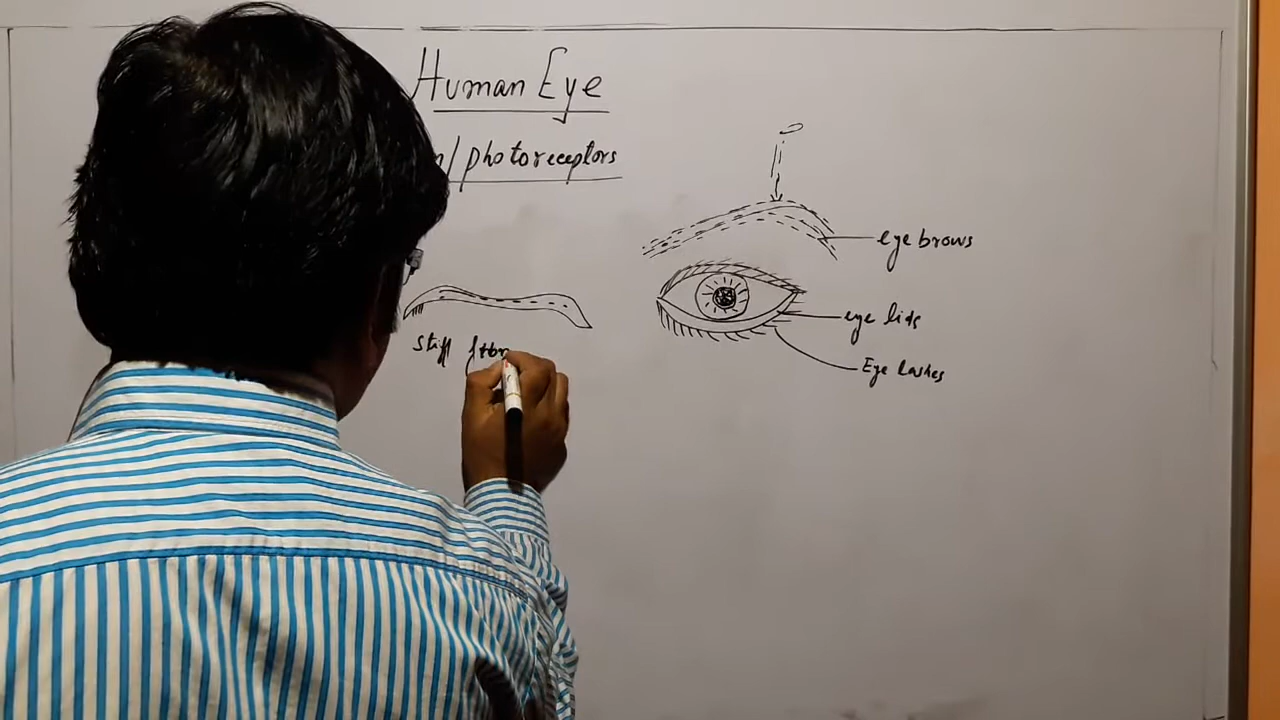 Human Eye
/photoreceptors
eye brows
eye lids
Eye lashes
stiff